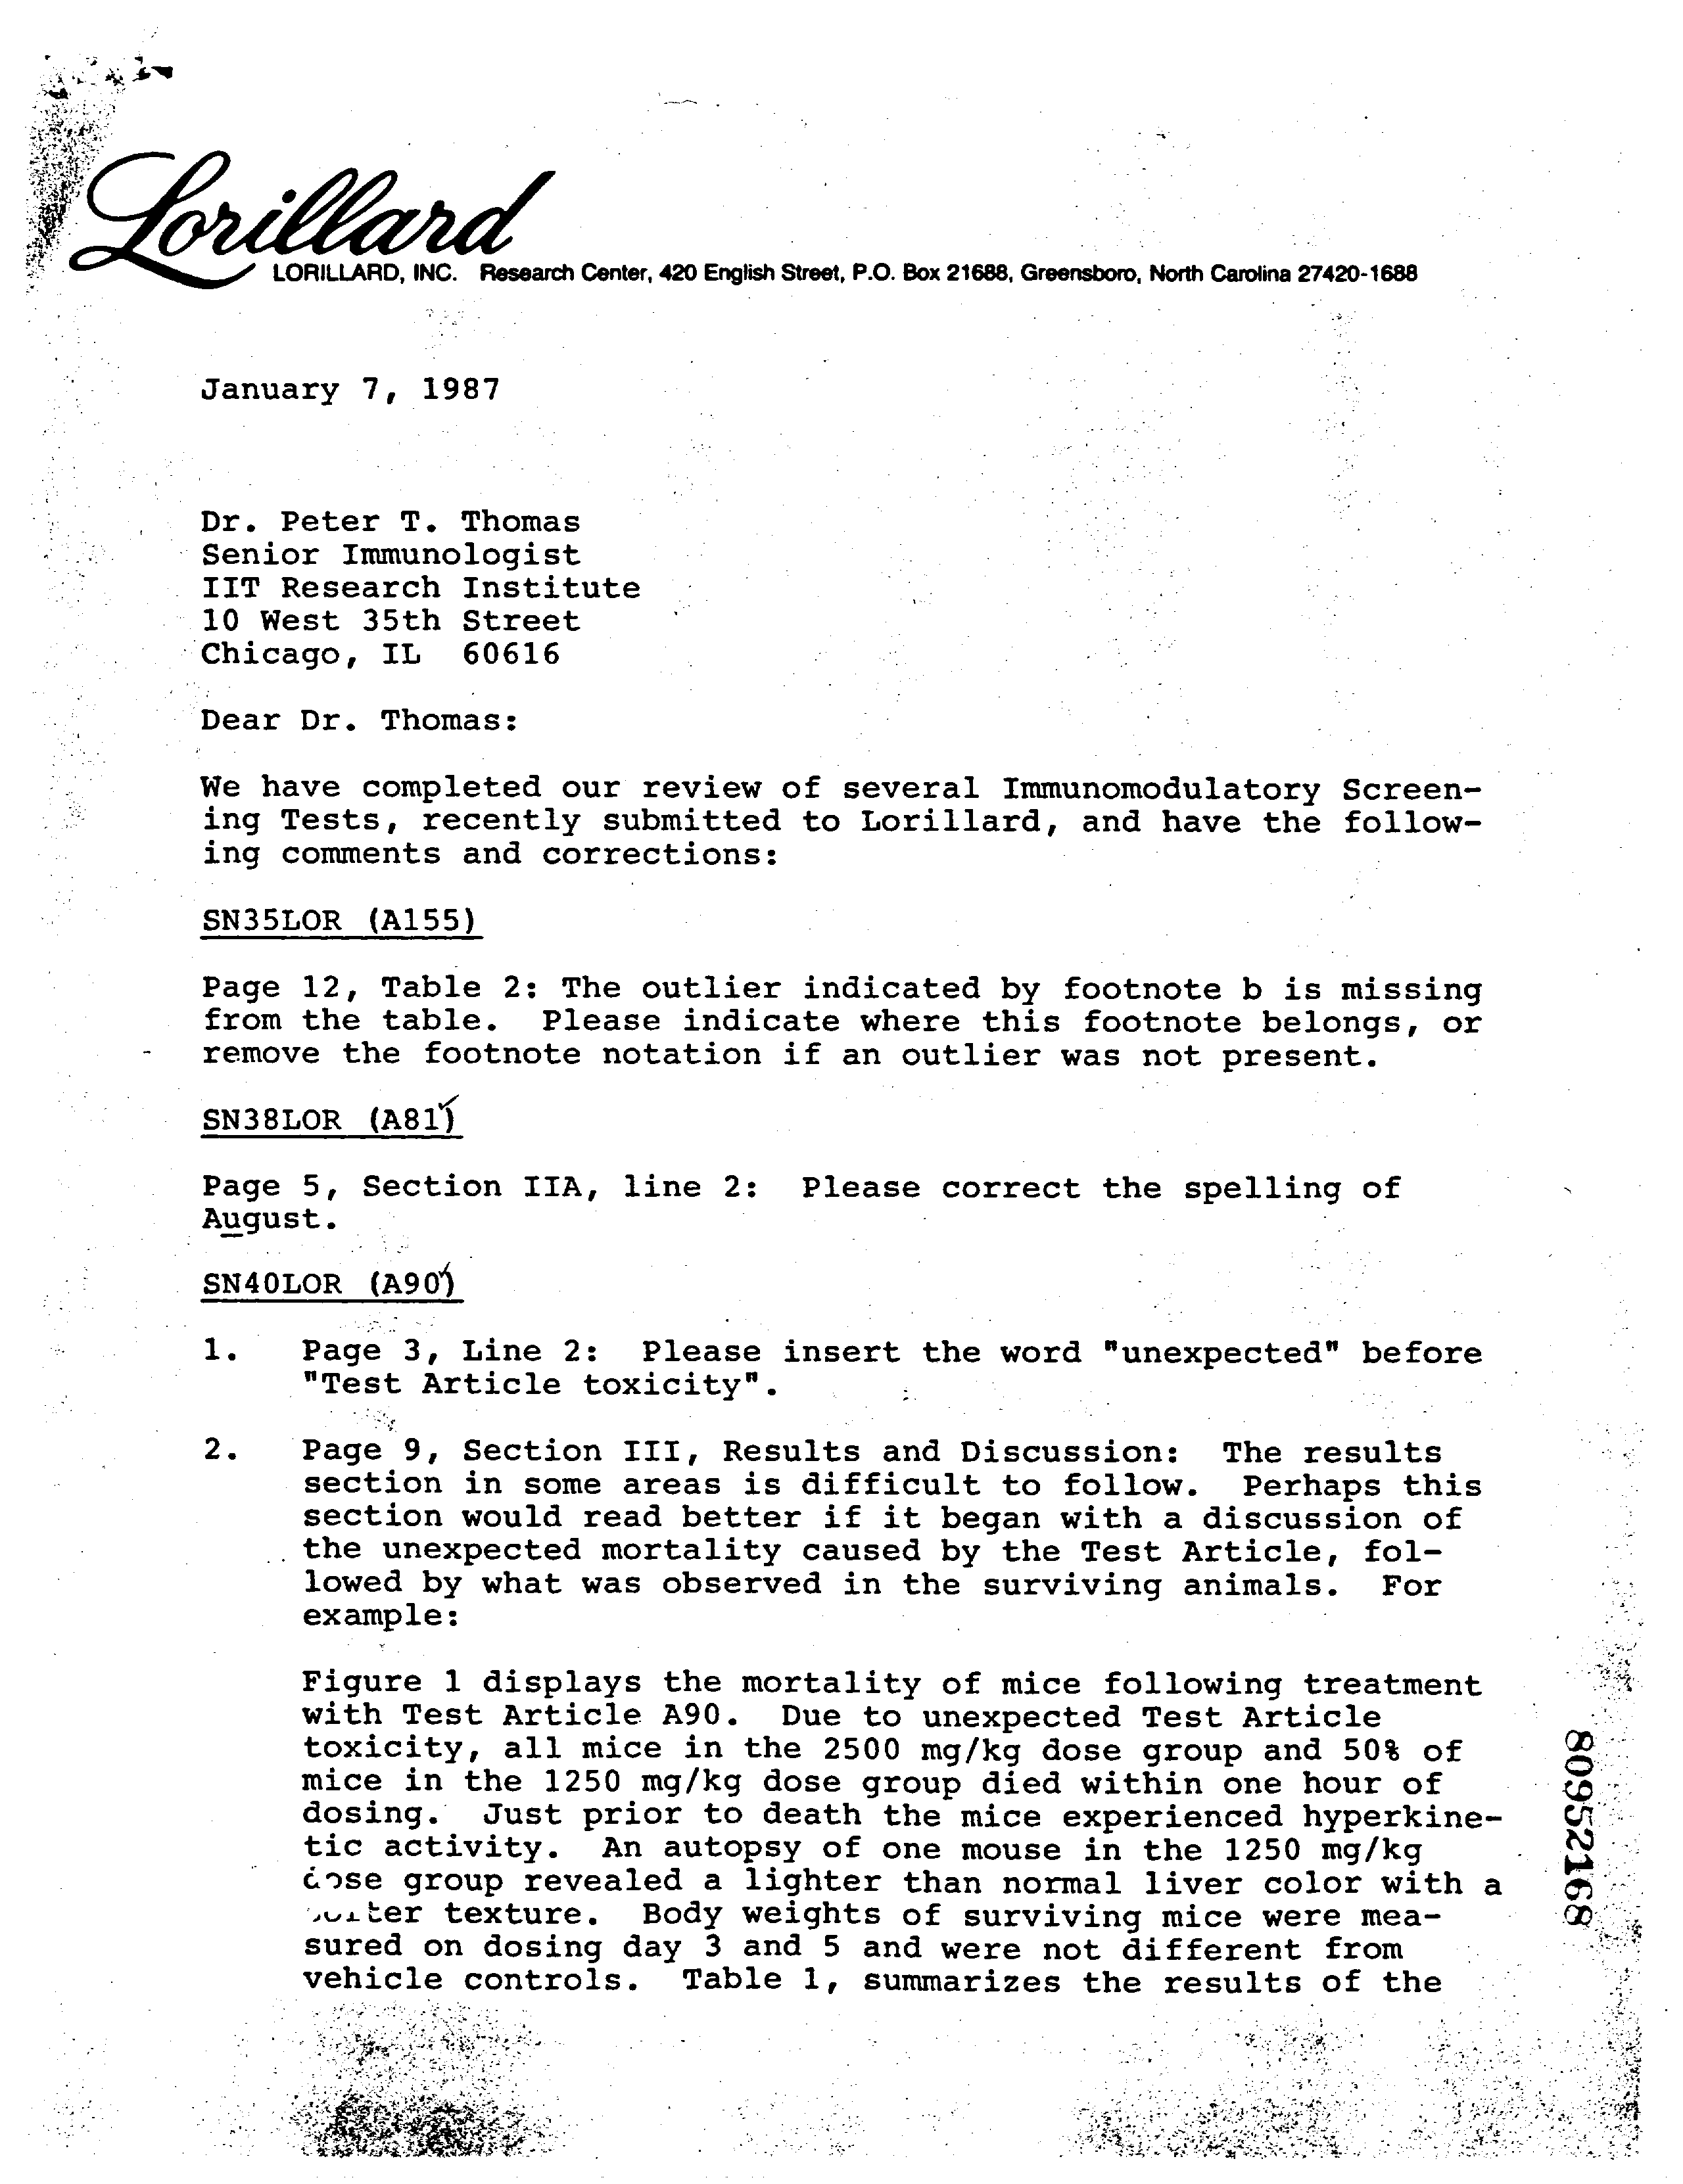 Lorillard
LORILLARD, INC. Research Center, 420 English Street, P.O. Box 21688, Greensboro, North Carolina 27420-1688
January 7, 1987
Dr. Peter T. Thomas
Senior Immunologist
IIT Research Institute
10 West 35th Street
Chicago, IL 60616
Dear Dr. Thomas:
We have completed our review of several Immunomodulatory Screen-
ing Tests, recently submitted to Lorillard, and have the follow-
ing comments and corrections:
SN35LOR (A155)
Page 12, Table 2: The outlier indicated by footnote b is missing
from the table. Please indicate where this footnote belongs, or
remove the footnote notation if an outlier was not present.
SN38LOR (A81)
Page 5, Section IIA, line 2: Please correct the spelling of
August.
SN40LOR (A90)
1. Page 3, Line 2: Please insert the word "unexpected" before
"Test Article toxicity".
2. Page 9, Section III, Results and Discussion: The results
section in some areas is difficult to follow. Perhaps this
section would read better if it began with a discussion of
the unexpected mortality caused by the Test Article, fol-
lowed by what was observed in the surviving animals. For
example:
Figure 1 displays the mortality of mice following treatment
with Test Article A90. Due to unexpected Test Article
toxicity, all mice in the 2500 mg/kg dose group and 50% of
mice in the 1250 mg/kg dose group died within one hour of
dosing. Just prior to death the mice experienced hyperkine-
tic activity. An autopsy of one mouse in the 1250 mg/kg
dose group revealed a lighter than normal liver color with a
texture. Body weights of surviving mice were mea-
sured on dosing day 3 and 5 and were not different from
vehicle controls. Table 1, summarizes the results of the
80952168